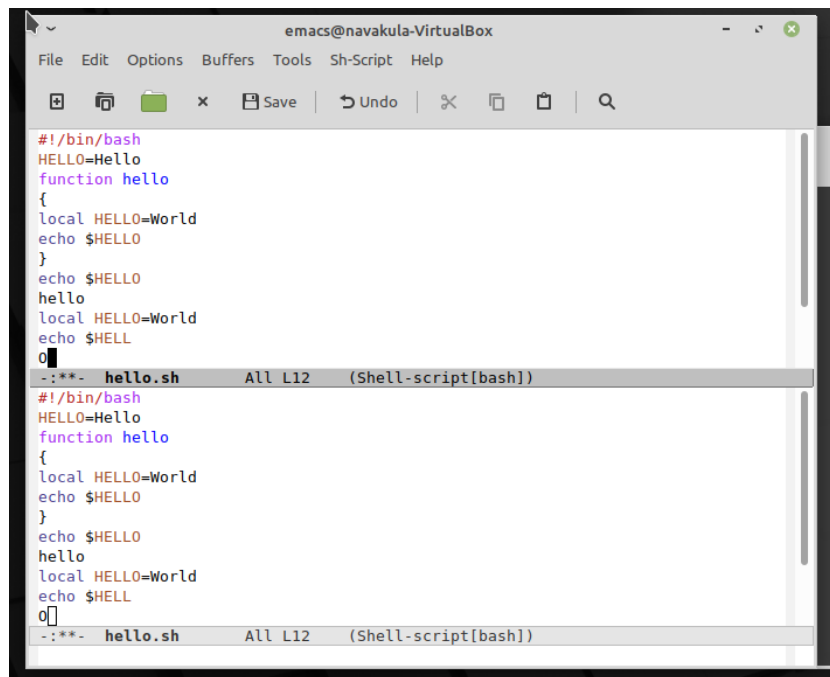 emacs@navakula-VirtualBox
File Edit Options Buffers Tools Sh-Script Help
Save Undo
#!/bin/bash
HELLO=Hello
function hello
{
local HELLO=World
echo $HELLO
}
echo $HELLO
hello
local HELLO=World
echo $HELL
O
-:**- hello.sh All L12 (Shell-script[bash])
#!/bin/bash
HELLO=Hello
function hello
{
local HELLO=World
echo $HELLO
}
echo $HELLO
hello
local HELLO=World
echo $HELL
O
-:**- hello.sh All L12 (Shell-script[bash])